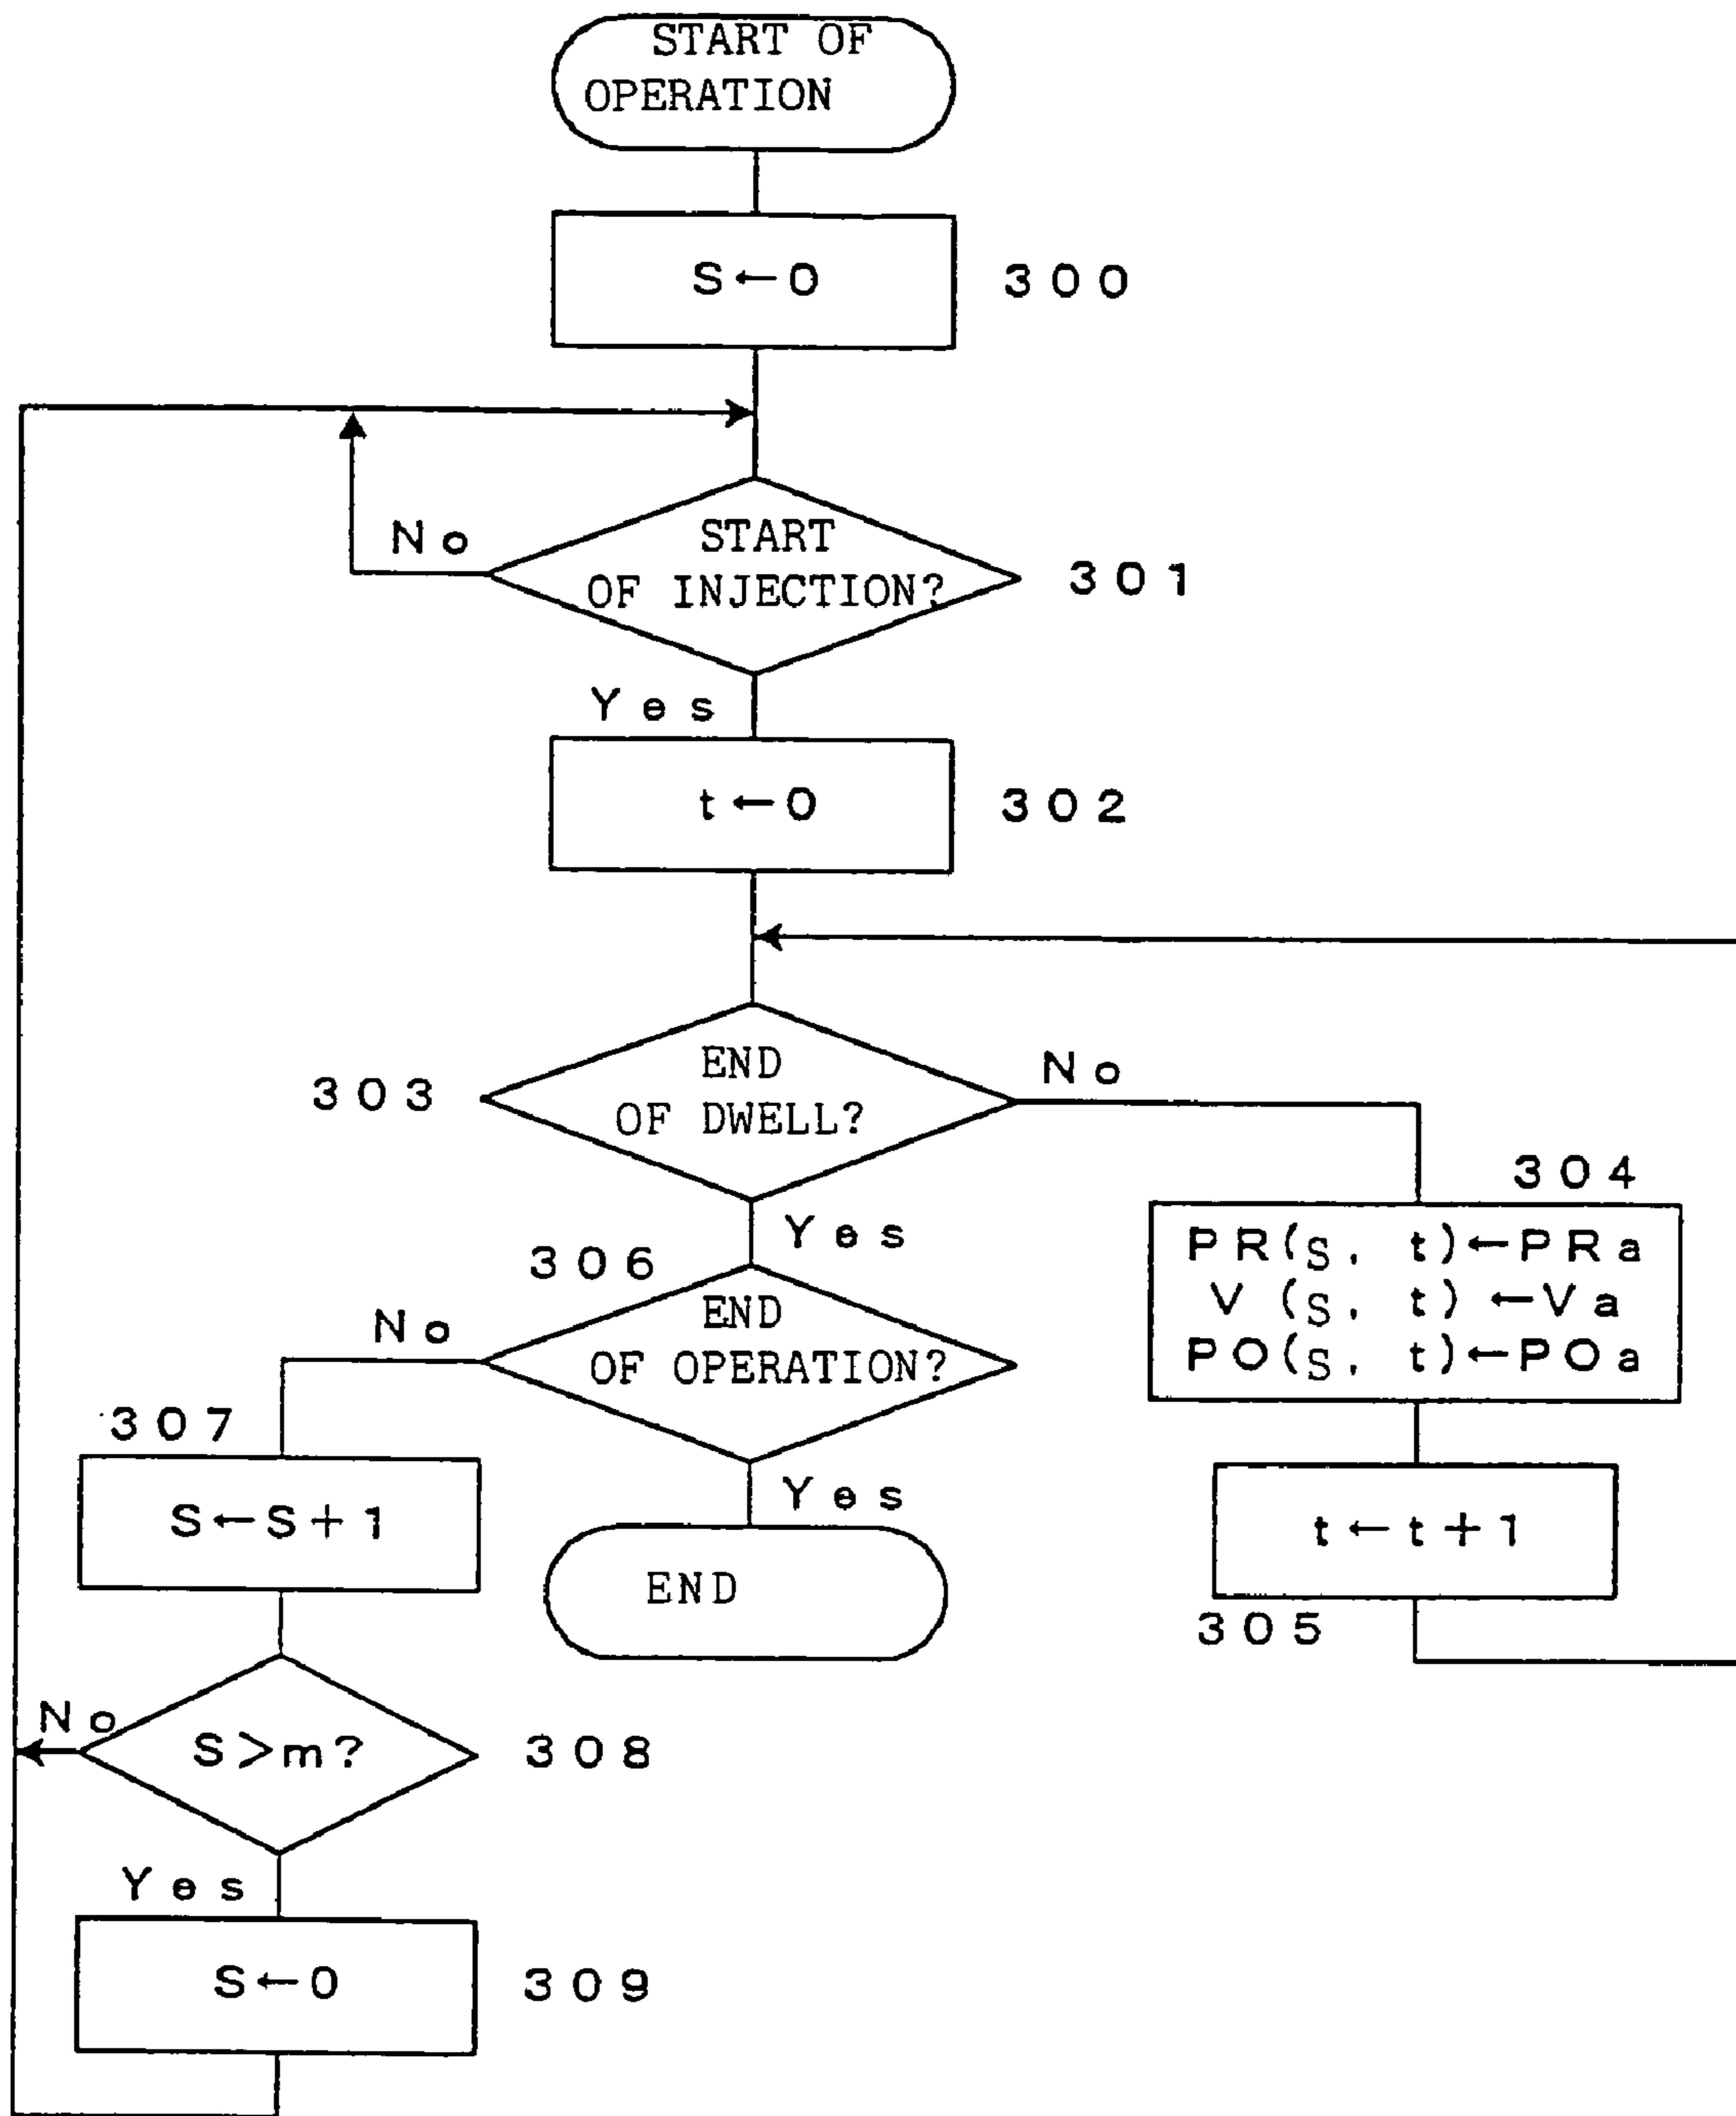 START OF
OPERATION
S←0
300
No
START
OF INJECTION?
301
Yes
t←0
302
303
END
OF DWELL?
No
Yes
304
PR(S, t)←PRa
V (S, t)←Va
PO(S, t)←POa
306
No
END
OF OPERATION?
307
S←S+1
Yes
END
t←t+1
305
No
S>m?
308
Yes
S←0
309